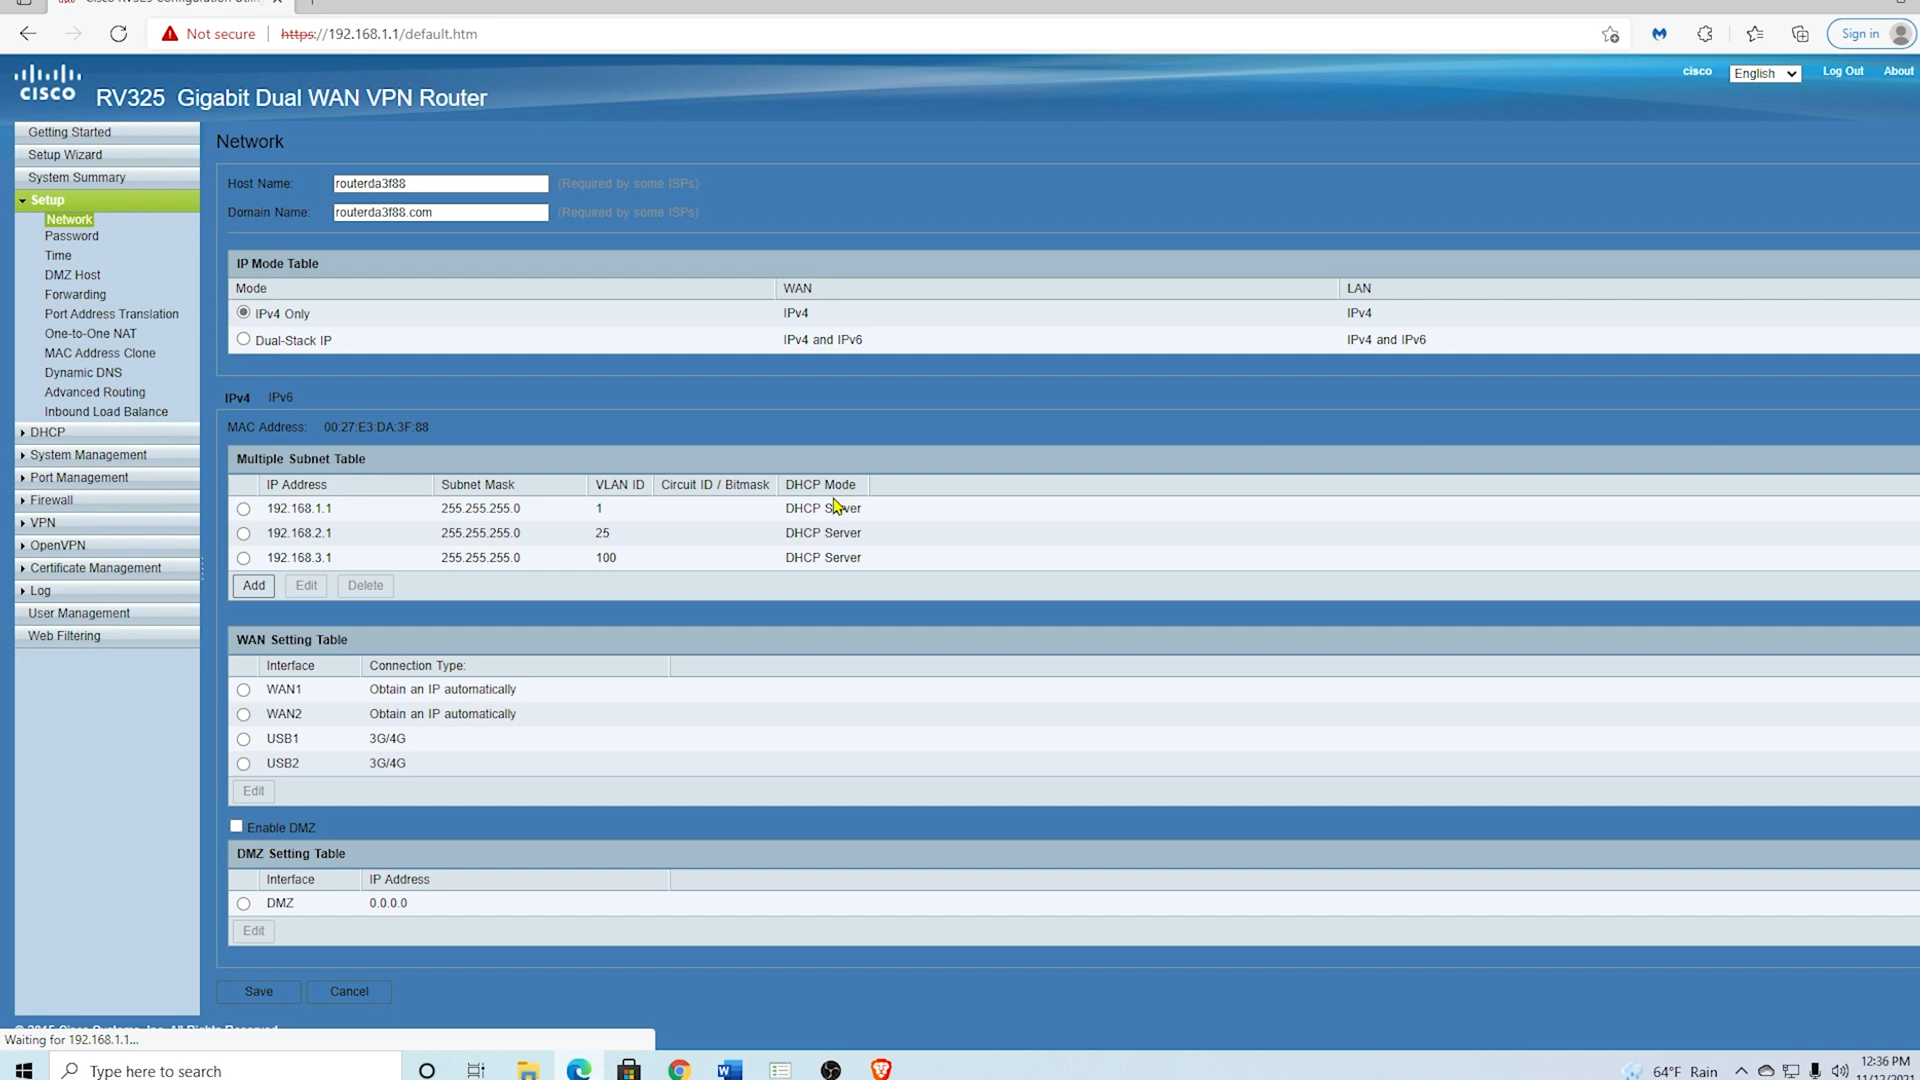 Not secure https://192.168.1.1/default.htm Sign in
CISCO RV325 Gigabit Dual WAN VPN Router cisco English Log Out About
Getting Started
Setup Wizard
System Summary
Setup
Network
Password
Time
DMZ Host
Forwarding
Port Address Translation
One-to-One NAT
MAC Address Clone
Dynamic DNS
Advanced Routing
Inbound Load Balance
DHCP
System Management
Port Management
Firewall
VPN
OpenVPN
Certificate Management
Log
User Management
Web Filtering
Network
Host Name: routerda3f88 (Required by some ISPs)
Domain Name: routerda3f88.com (Required by some ISPs)
IP Mode Table
Mode WAN LAN
IPv4 Only IPv4 IPv4
Dual-Stack IP IPv4 and IPv6 IPv4 and IPv6
IPv4 IPv6
MAC Address: 00:27:E3:DA:3F:88
Multiple Subnet Table
IP Address Subnet Mask VLAN ID Circuit ID / Bitmask DHCP Mode
192.168.1.1 255.255.255.0 1 DHCP Server
192.168.2.1 255.255.255.0 25 DHCP Server
192.168.3.1 255.255.255.0 100 DHCP Server
Add Edit Delete
WAN Setting Table
Interface Connection Type:
WAN1 Obtain an IP automatically
WAN2 Obtain an IP automatically
USB1 3G/4G
USB2 3G/4G
Edit
Enable DMZ
DMZ Setting Table
Interface IP Address
DMZ 0.0.0.0
Edit
Save Cancel
Waiting for 192.168.1.1...
Type here to search 64°F Rain 12:36 PM